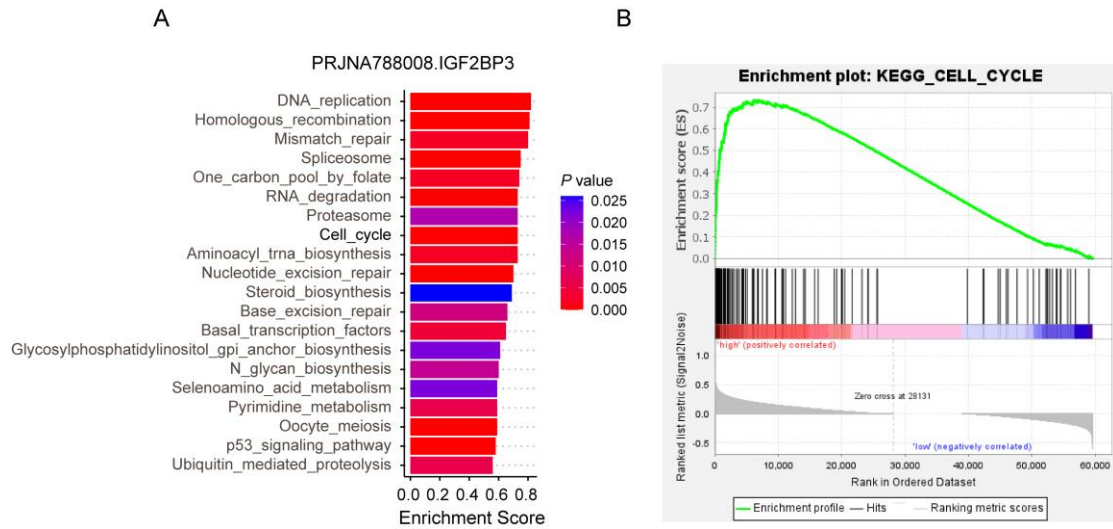 A
B
PRJNA788008.IGF2BP3
DNA_replication
Homologous_recombination
Mismatch_repair
Spliceosome
One_carbon_pool_by_folate
RNA_degradation
Proteasome
Cell_cycle
Aminoacyl_trna_biosynthesis
Nucleotide_excision_repair
Steroid_biosynthesis
Base_excision_repair
Basal_transcription_factors
Glycosylphosphatidylinositol_gpi_anchor_biosynthesis
N_glycan_biosynthesis
Selenoamino_acid_metabolism
Pyrimidine_metabolism
Oocyte_meiosis
p53_signaling_pathway
Ubiquitin_mediated_proteolysis
0.0 0.2 0.4 0.6 0.8
Enrichment Score
P value
0.025
0.020
0.015
0.010
0.005
0.000
Enrichment plot: KEGG_CELL_CYCLE
Enrichment score (ES)
0.7
0.6
0.5
0.4
0.3
0.2
0.1
0.0
'high' (positively correlated)
Ranked list metric (Signal2Noise)
1.0
0.5
0.0
-0.5
Zero cross at 28131
'low' (negatively correlated)
0 10,000 20,000 30,000 40,000 50,000 60,000
Rank in Ordered Dataset
Enrichment profile Hits Ranking metric scores